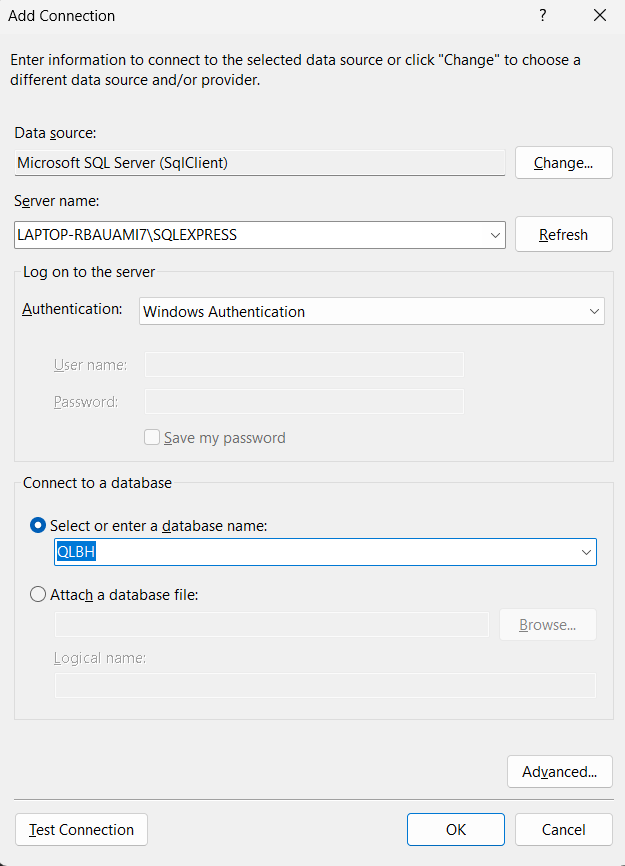 Add Connection
?
Enter information to connect to the selected data source or click "Change" to choose a
different data source and/or provider.
Data source:
Microsoft SQL Server (SqlClient)
Change...
Server name:
LAPTOP-RBAUAMI7\SQLEXPRESS
Refresh
Log on to the server
Authentication:
Windows Authentication
User name:
Password:
Save my password
Connect to a database
Select or enter a database name:
QLBH
Attach a database file:
Browse...
Logical name:
Advanced...
Test Connection
OK
Cancel